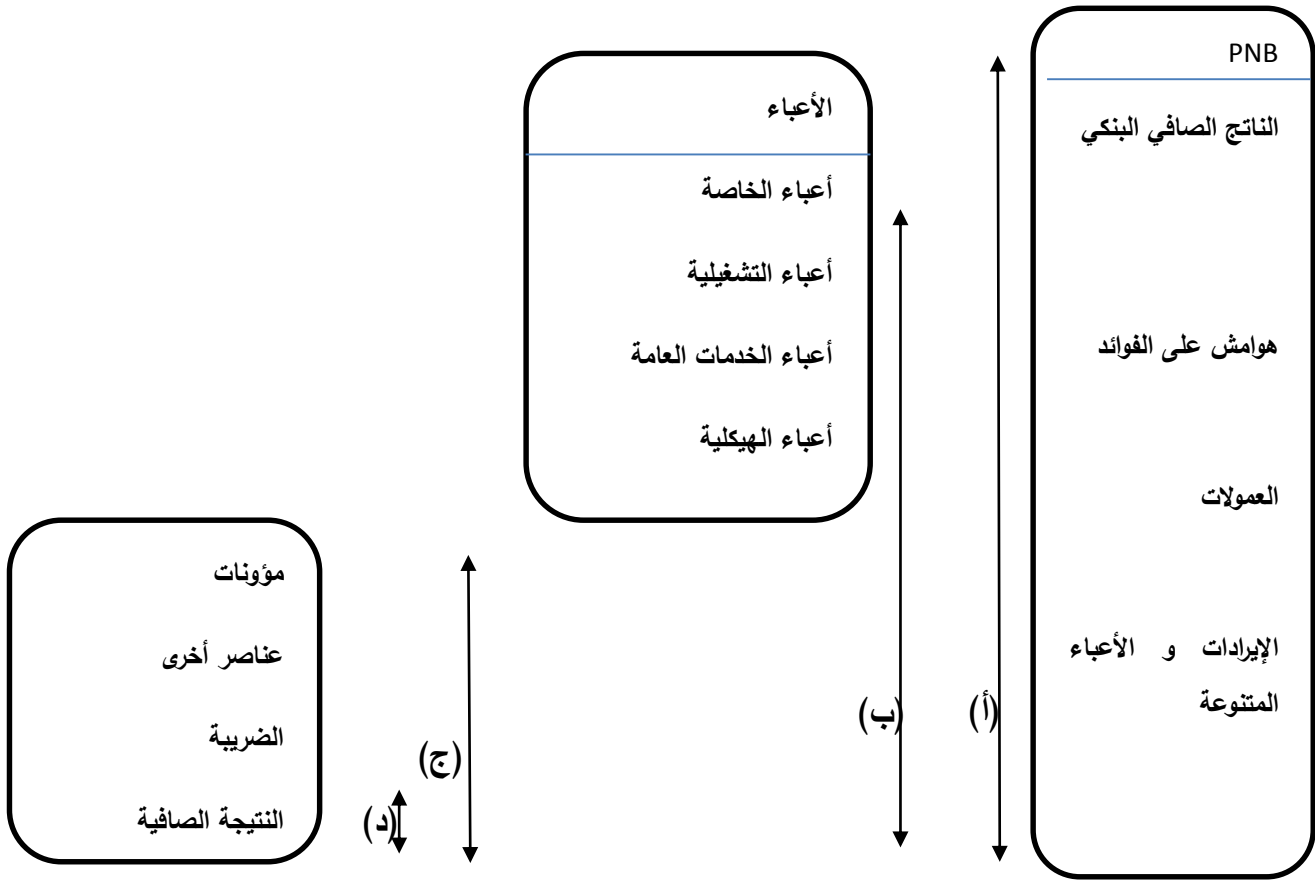 PNB
الناتج الصافي البنكي
هوامش على الفوائد
العمولات
الإيرادات و الأعباء
المتنوعة
(أ)
(ب)
الأعباء
أعباء الخاصة
أعباء التشغيلية
أعباء الخدمات العامة
أعباء الهيكلية
(ج)
(د)
مؤونات
عناصر أخرى
الضريبة
النتيجة الصافية